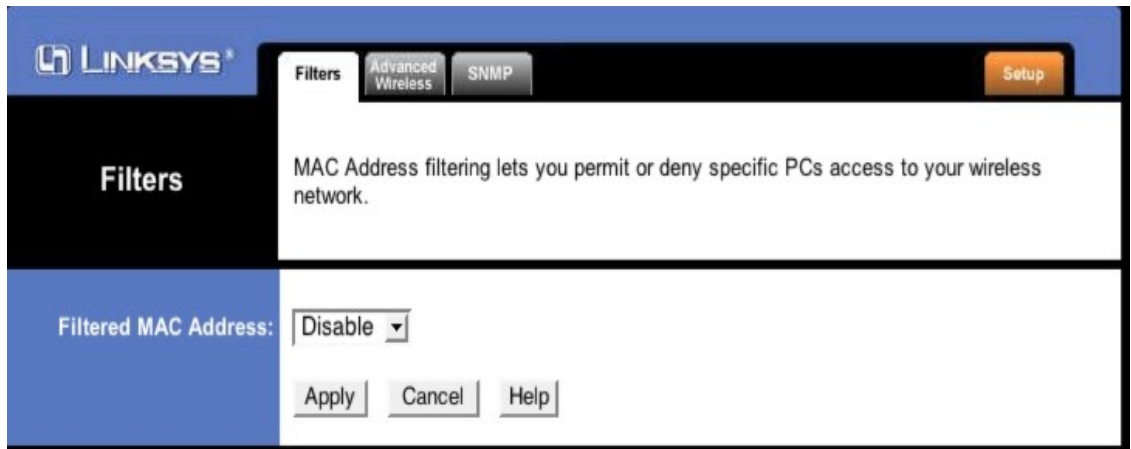 LINKSYS®
Filters
Advanced
Wireless
SNMP
Setup
Filters
MAC Address filtering lets you permit or deny specific PCs access to your wireless
network.
Filtered MAC Address:
Disable
Apply
Cancel
Help